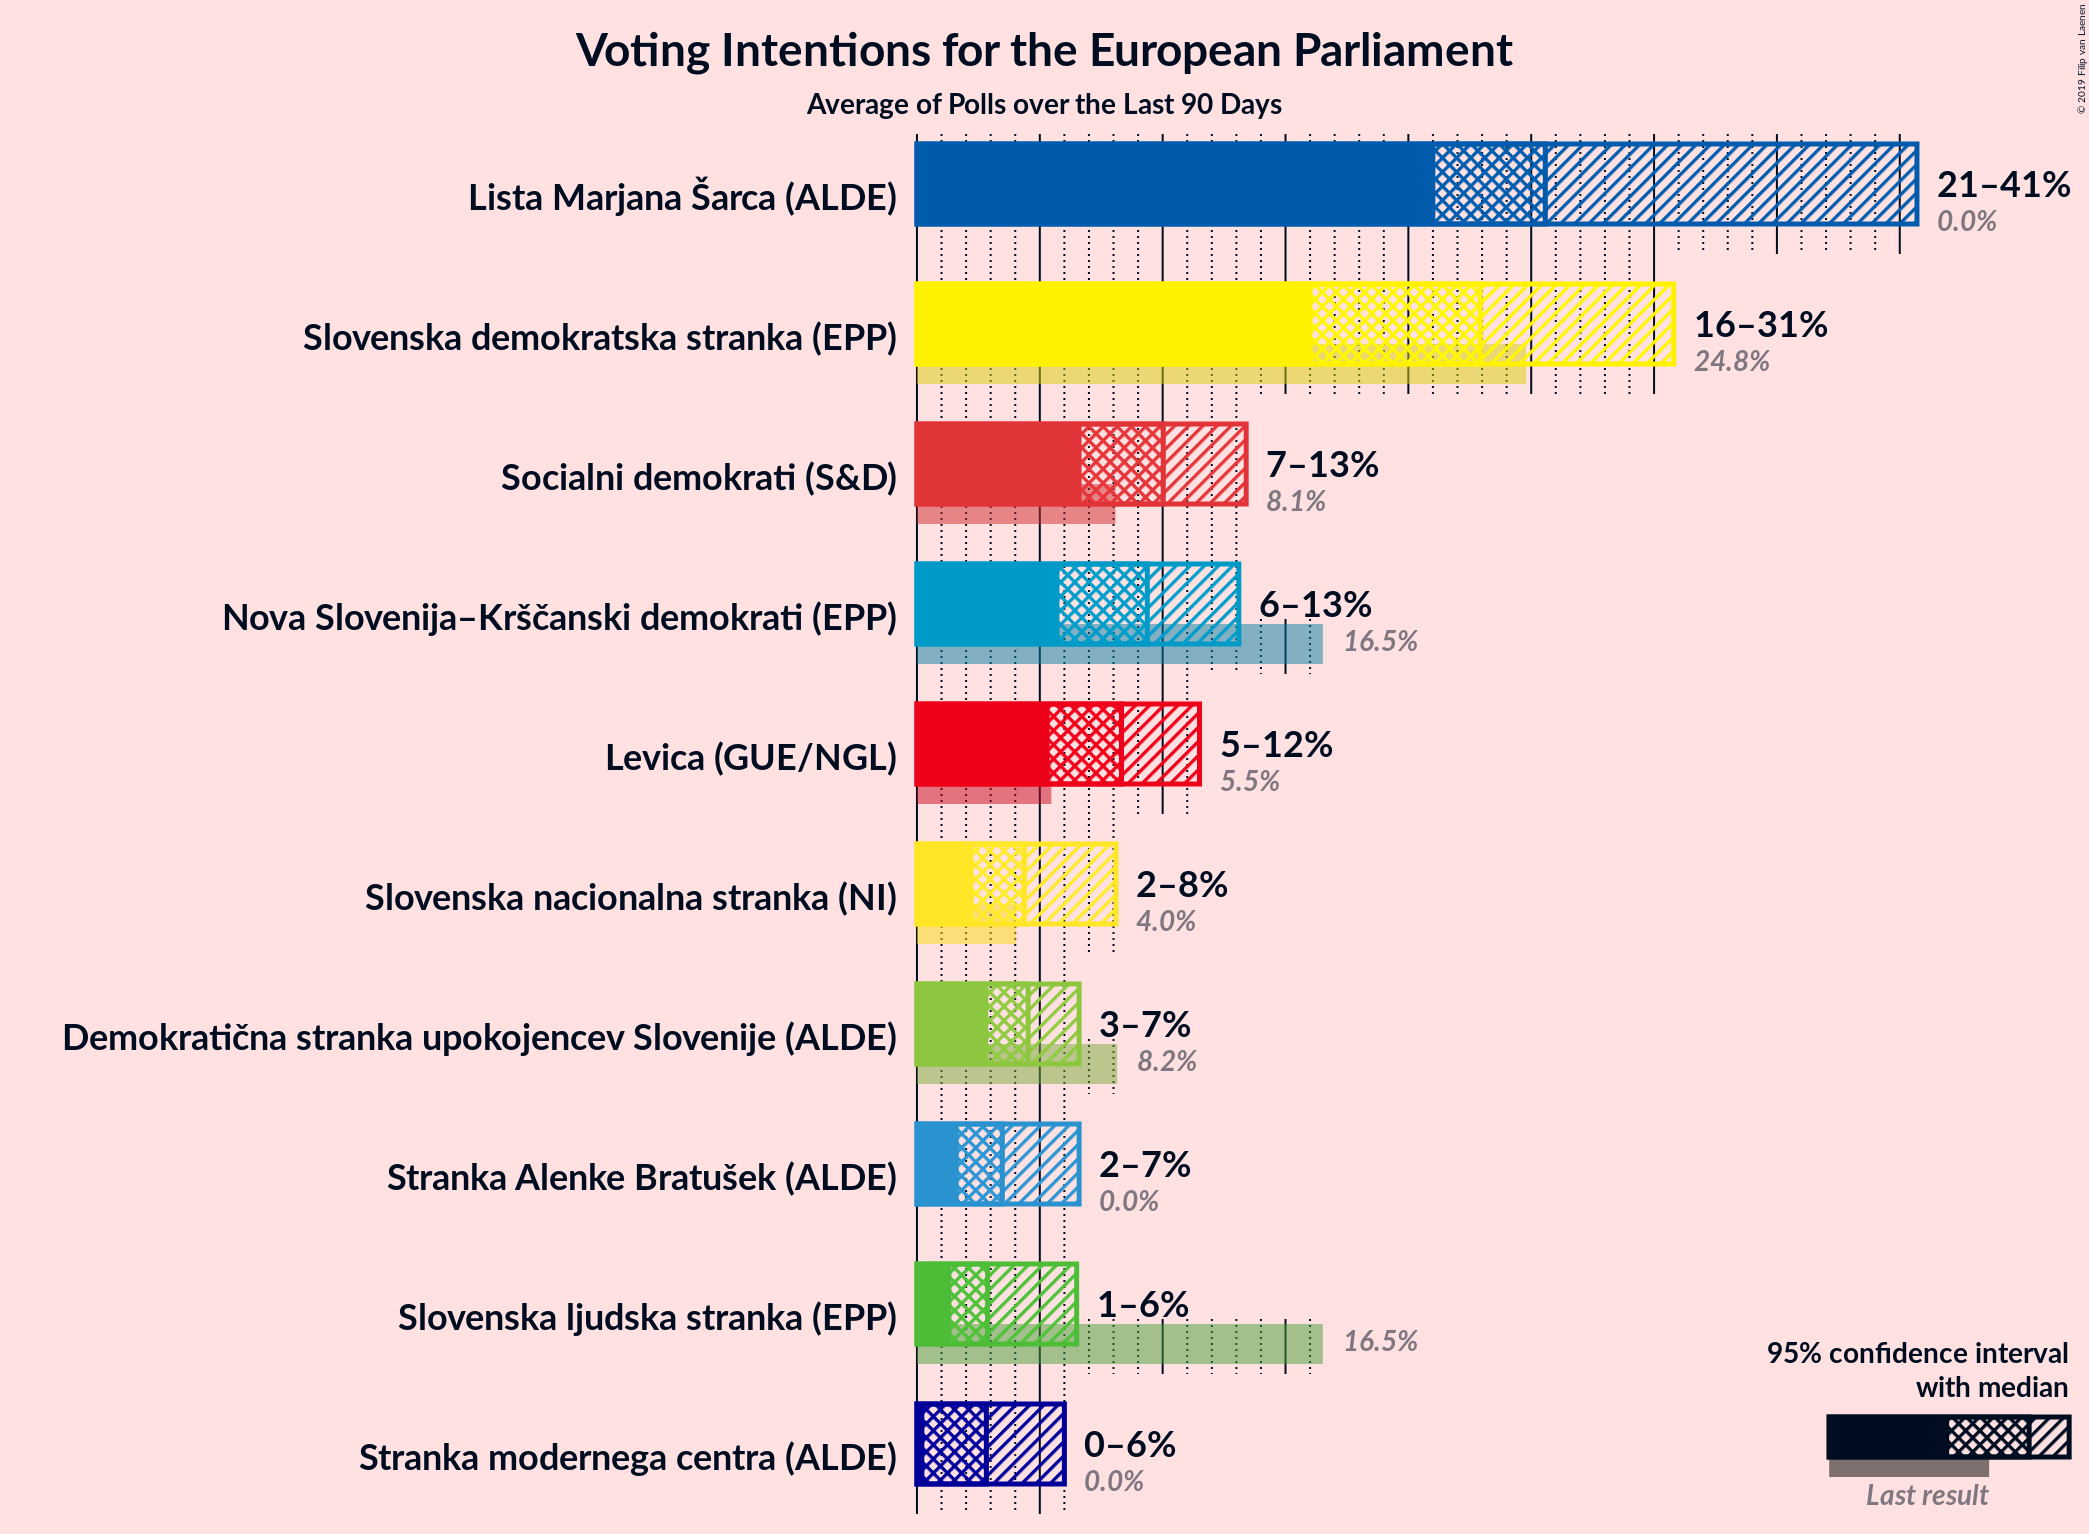 © 2019 Filip van Laenen
Voting Intentions for the European Parliament
Average of Polls over the Last 90 Days
Lista Marjana Šarca (ALDE)
21–41%
0.0%
Slovenska demokratska stranka (EPP)
16–31%
24.8%
Socialni demokrati (S&D)
7–13%
8.1%
Nova Slovenija–Krščanski demokrati (EPP)
6–13%
16.5%
Levica (GUE/NGL)
5–12%
5.5%
Slovenska nacionalna stranka (NI)
2–8%
4.0%
Demokratična stranka upokojencev Slovenije (ALDE)
3–7%
8.2%
Stranka Alenke Bratušek (ALDE)
2–7%
0.0%
Slovenska ljudska stranka (EPP)
1–6%
16.5%
Stranka modernega centra (ALDE)
0–6%
0.0%
95% confidence interval
with median
Last result